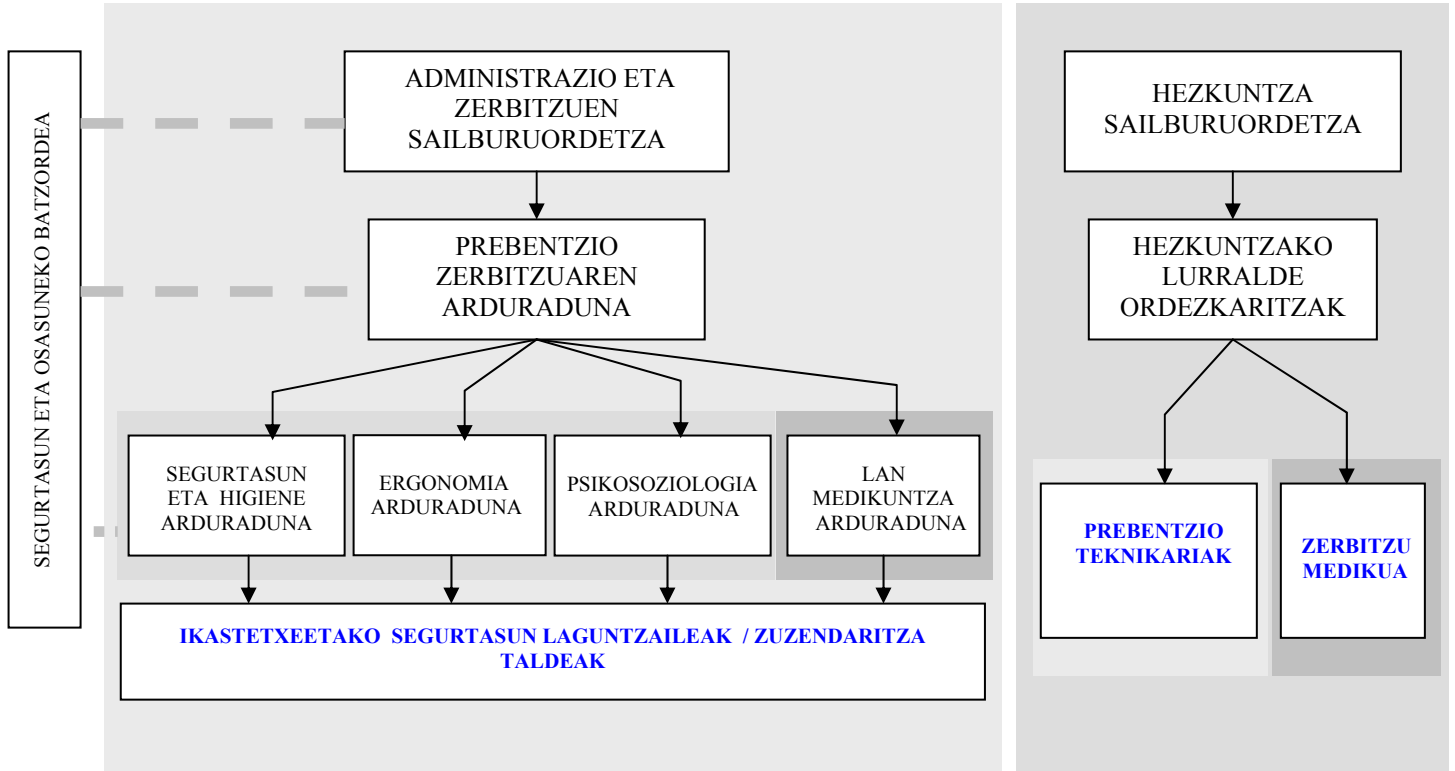 SEGURTASUN ETA OSASUNEKO BATZORDEA
ADMINISTRAZIO ETA
ZERBITZUEN
SAILBURUORDETZA
PREBENTZIO
ZERBITZUAREN
ARDURADUNA
SEGURTASUN
ETA HIGIENE
ARDURADUNA
ERGONOMIA
ARDURADUNA
PSIKOSOZIOLOGIA
ARDURADUNA
LAN
MEDIKUNTZA
ARDURADUNA
IKASTETXEETAKO SEGURTASUN LAGUNTZAILEAK / ZUZENDARITZA
TALDEAK
HEZKUNTZA
SAILBURUORDETZA
HEZKUNTZAKO
LURRALDE
ORDEZKARITZAK
PREBENTZIO
TEKNIKARIAK
ZERBITZU
MEDIKUA